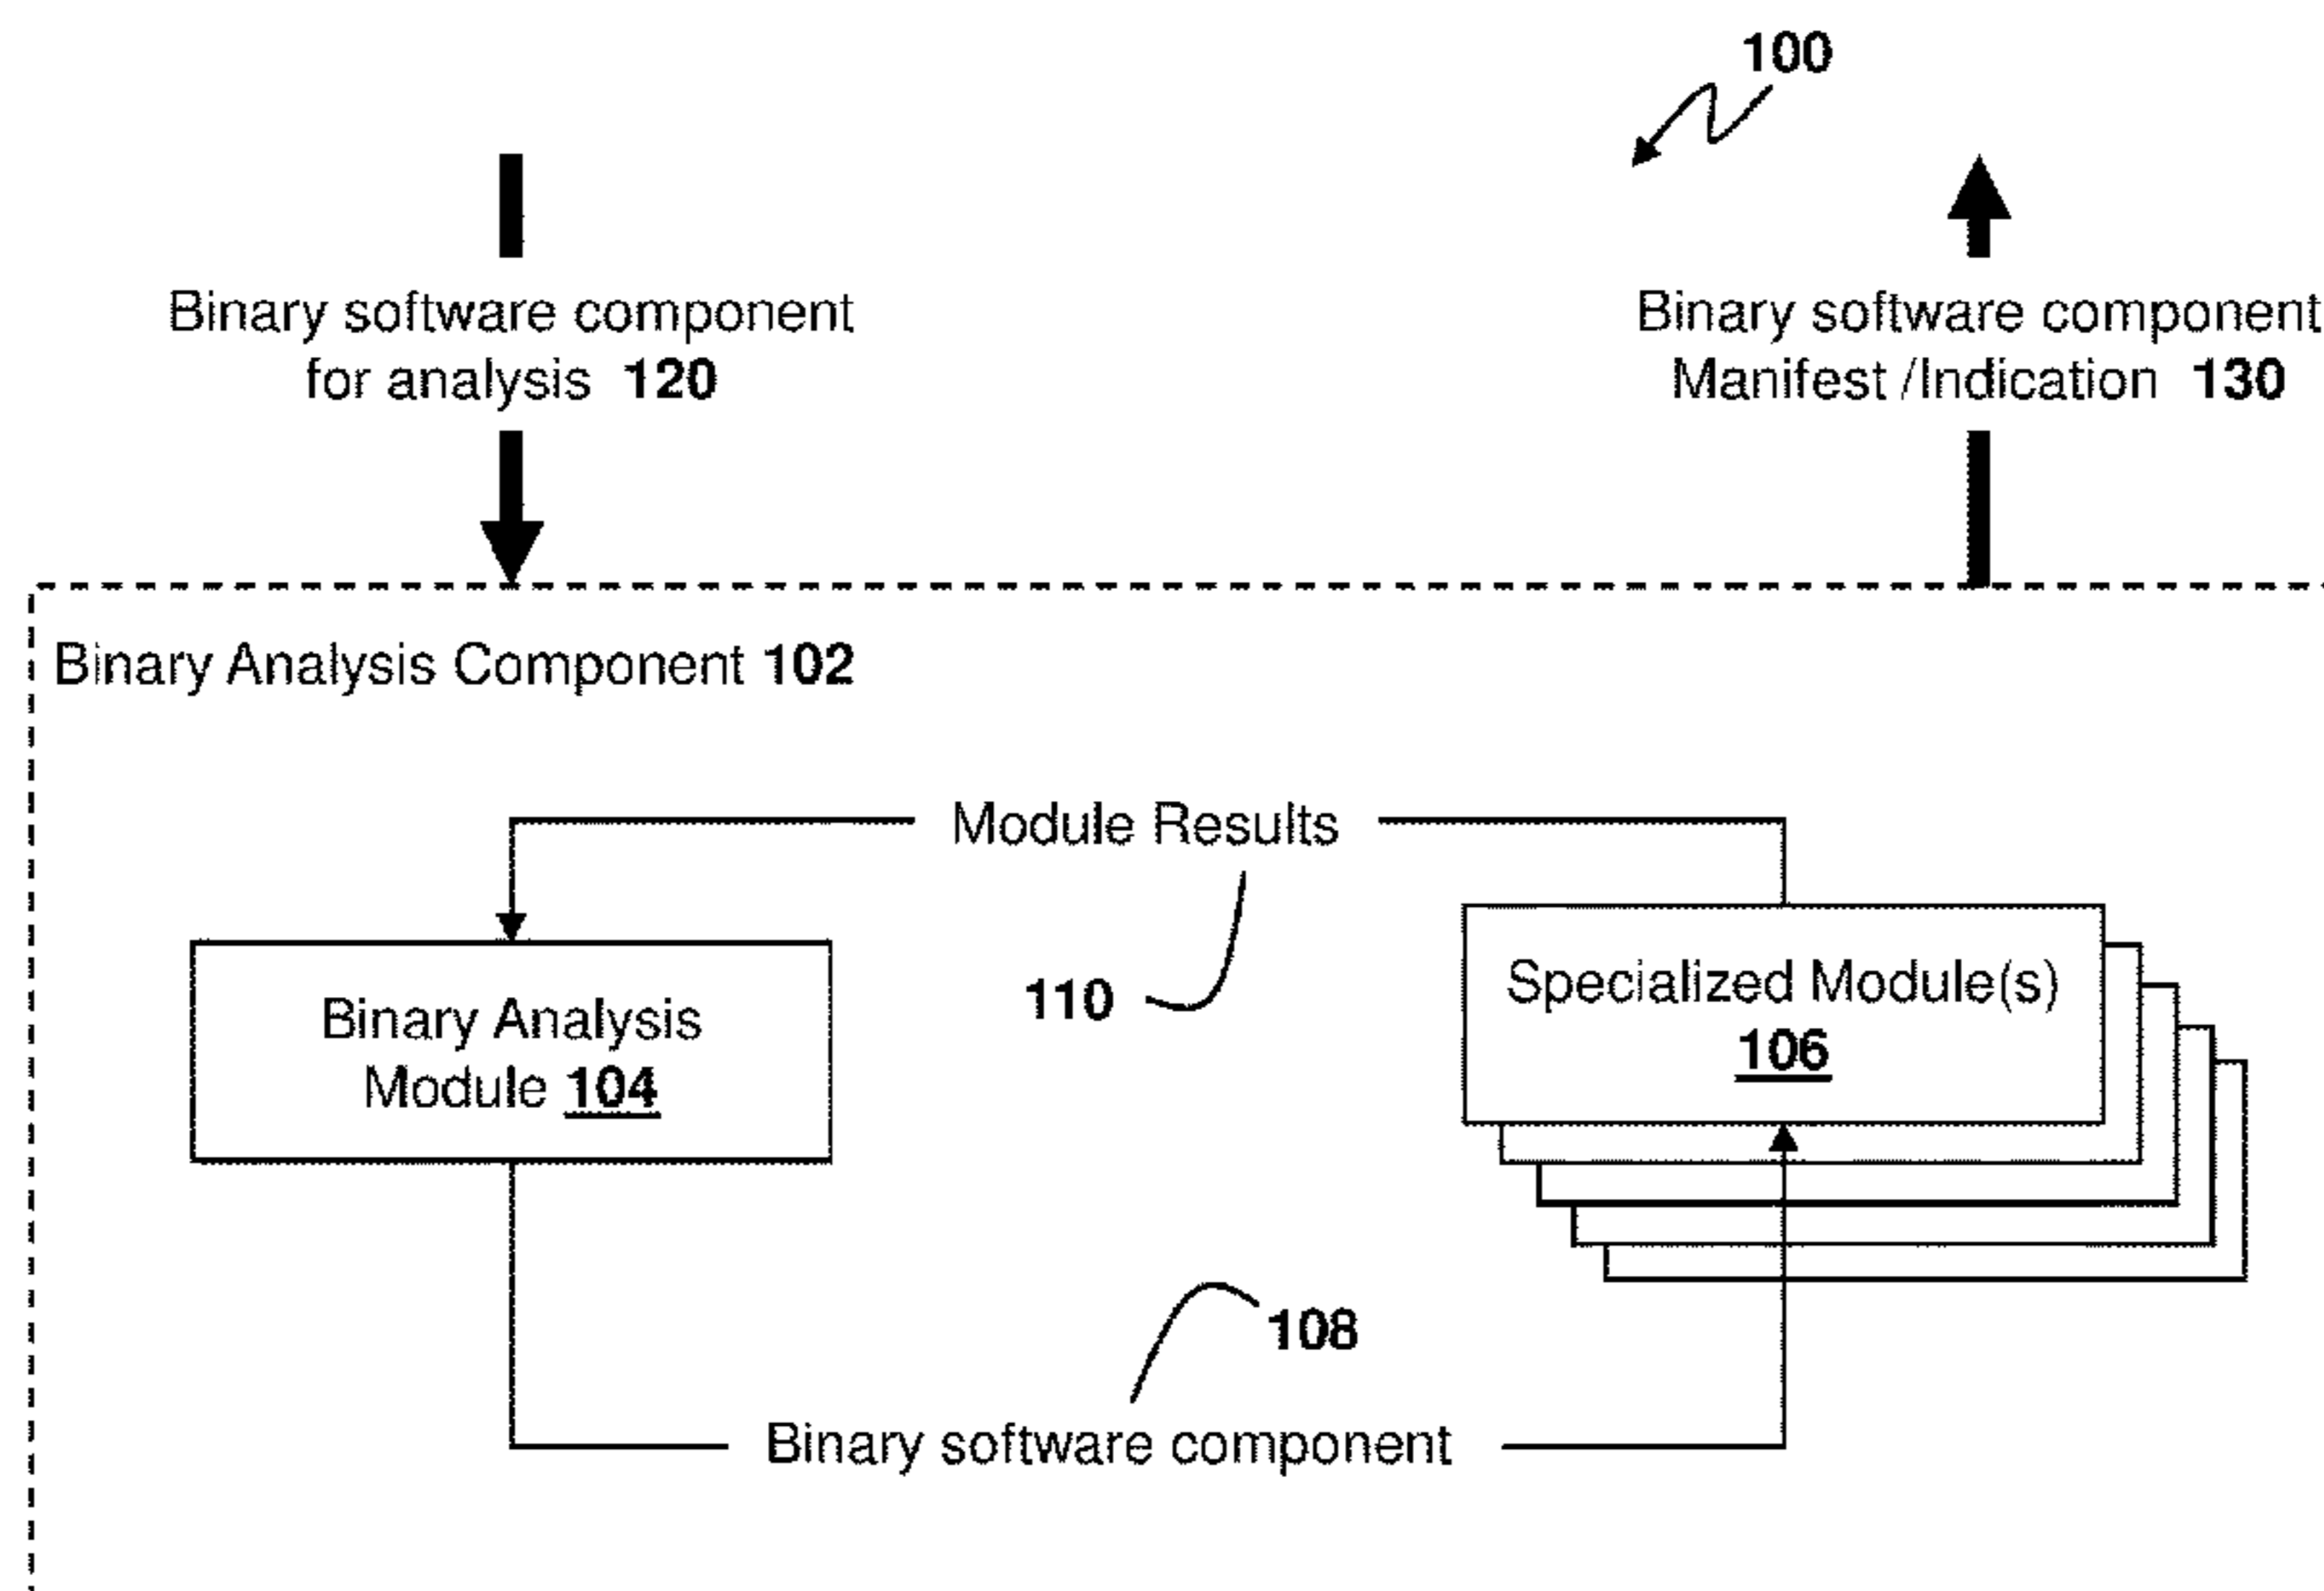 100
Binary software component
for analysis 120
Binary software component
Manifest /Indication 130
Binary Analysis Component 102
Module Results
110
Binary Analysis
Module 104
Specialized Module(s)
106
108
Binary software component